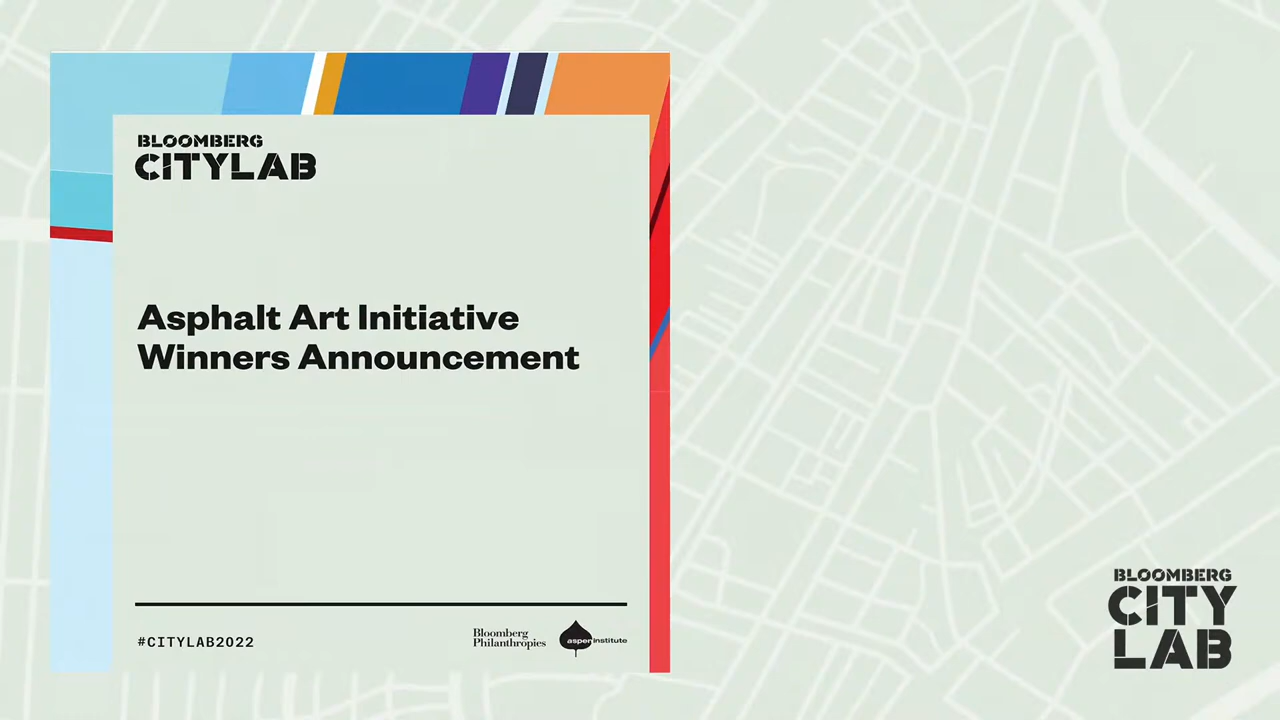 BLOOMBERG
CITYLAB
Asphalt Art Initiative
Winners Announcement
#CITYLAB2022
Bloomberg
Philanthropies
aspen institute
BLOOMBERG
CITY
LAB